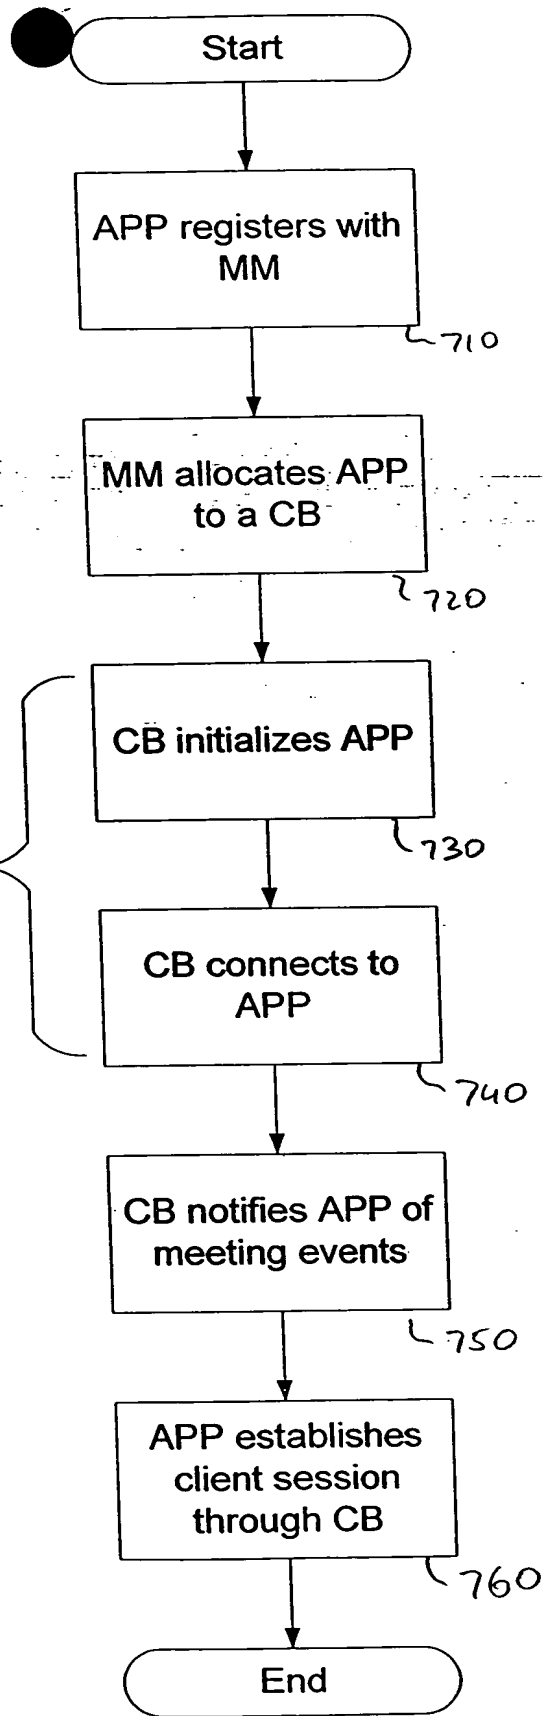 Start
APP registers with
MM
710
MM allocates APP
to a CB
720
CB initializes APP
730
CB connects to
APP
740
CB notifies APP of
meeting events
750
APP establishes
client session
through CB
760
End